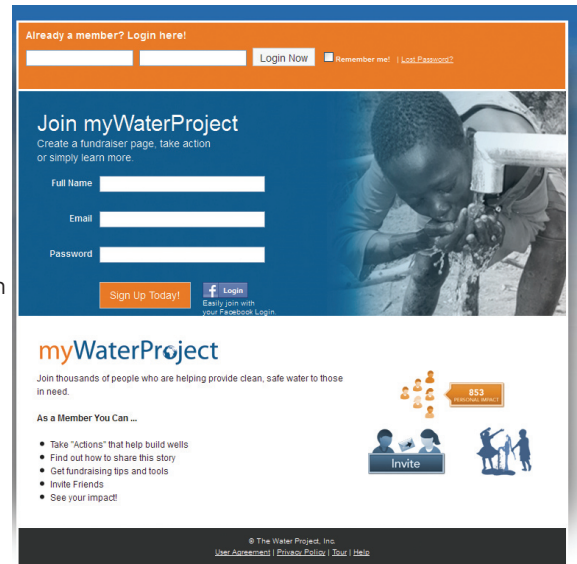 Already a member? Login here!
Login Now
Remember me! | Lost Password?
Join myWaterProject
Create a fundraiser page, take action
or simply learn more.
Full Name
Email
Password
n
Sign Up Today!
f Login
Easily join with
your Facebook Login.
myWaterProject
Join thousands of people who are helping provide clean, safe water to those
in need.
As a Member You Can ...
• Take "Actions" that help build wells
• Find out how to share this story
• Get fundraising tips and tools
• Invite Friends
• See your impact!
853
PERSONAL IMPACT
Invite
© The Water Project, Inc.
User Agreement | Privacy Policy | Tour | Help